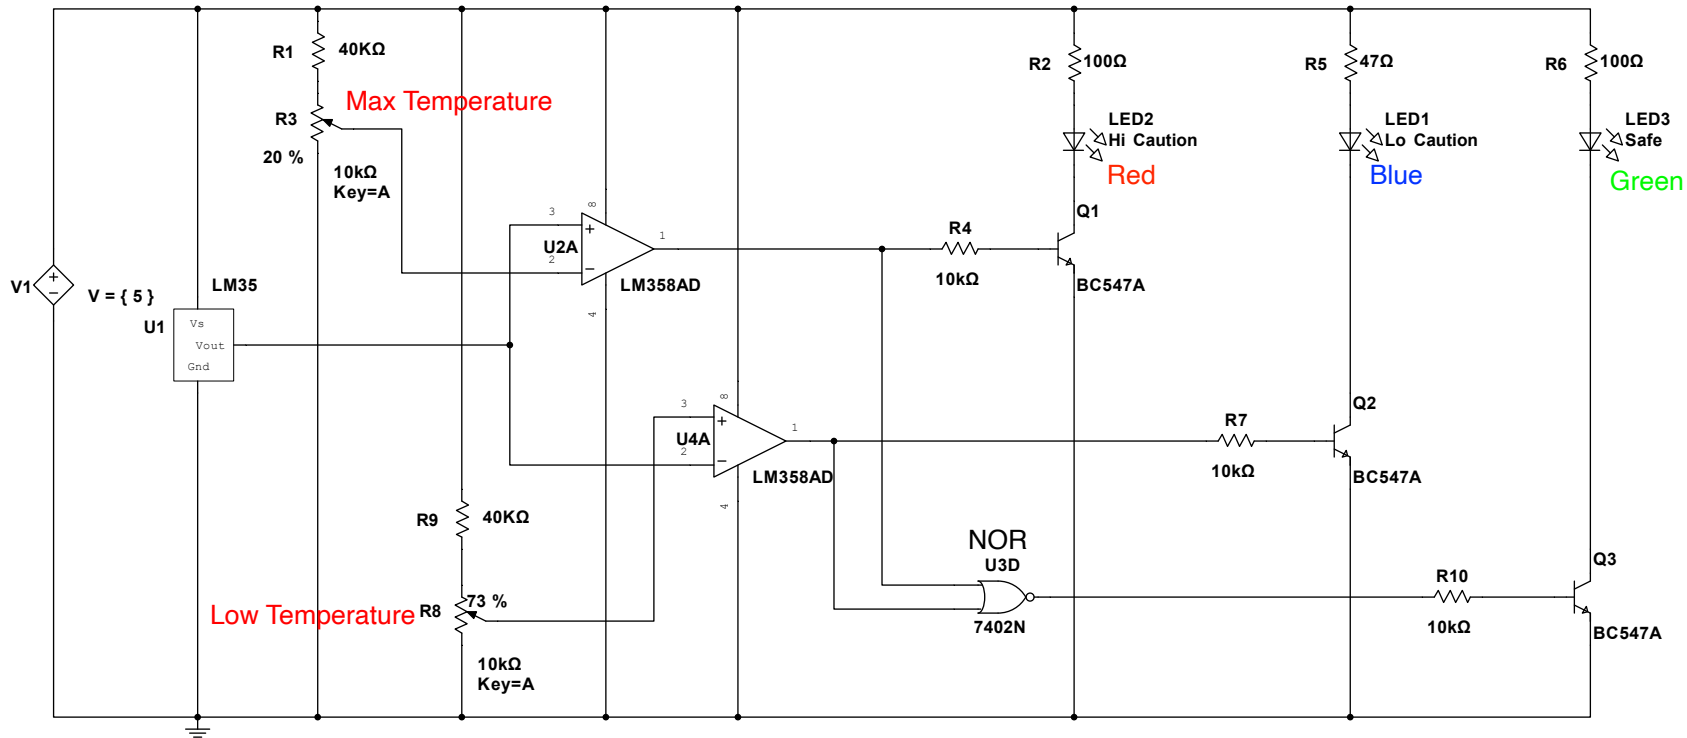 R1
40KΩ
Max Temperature
R3
20 %
10kΩ
Key=A
V1
V = { 5 }
LM35
U1
Vs
Vout
Gnd
3
8
U2A
2
1
LM358AD
4
R2
100Ω
LED2
Hi Caution
Red
R5
47Ω
LED1
Lo Caution
Blue
R6
100Ω
LED3
Safe
Green
Q1
R4
10kΩ
BC547A
3
8
U4A
2
1
LM358AD
4
R7
10kΩ
Q2
BC547A
R9
40KΩ
Low Temperature
R8
73 %
10kΩ
Key=A
NOR
U3D
7402N
R10
10kΩ
Q3
BC547A